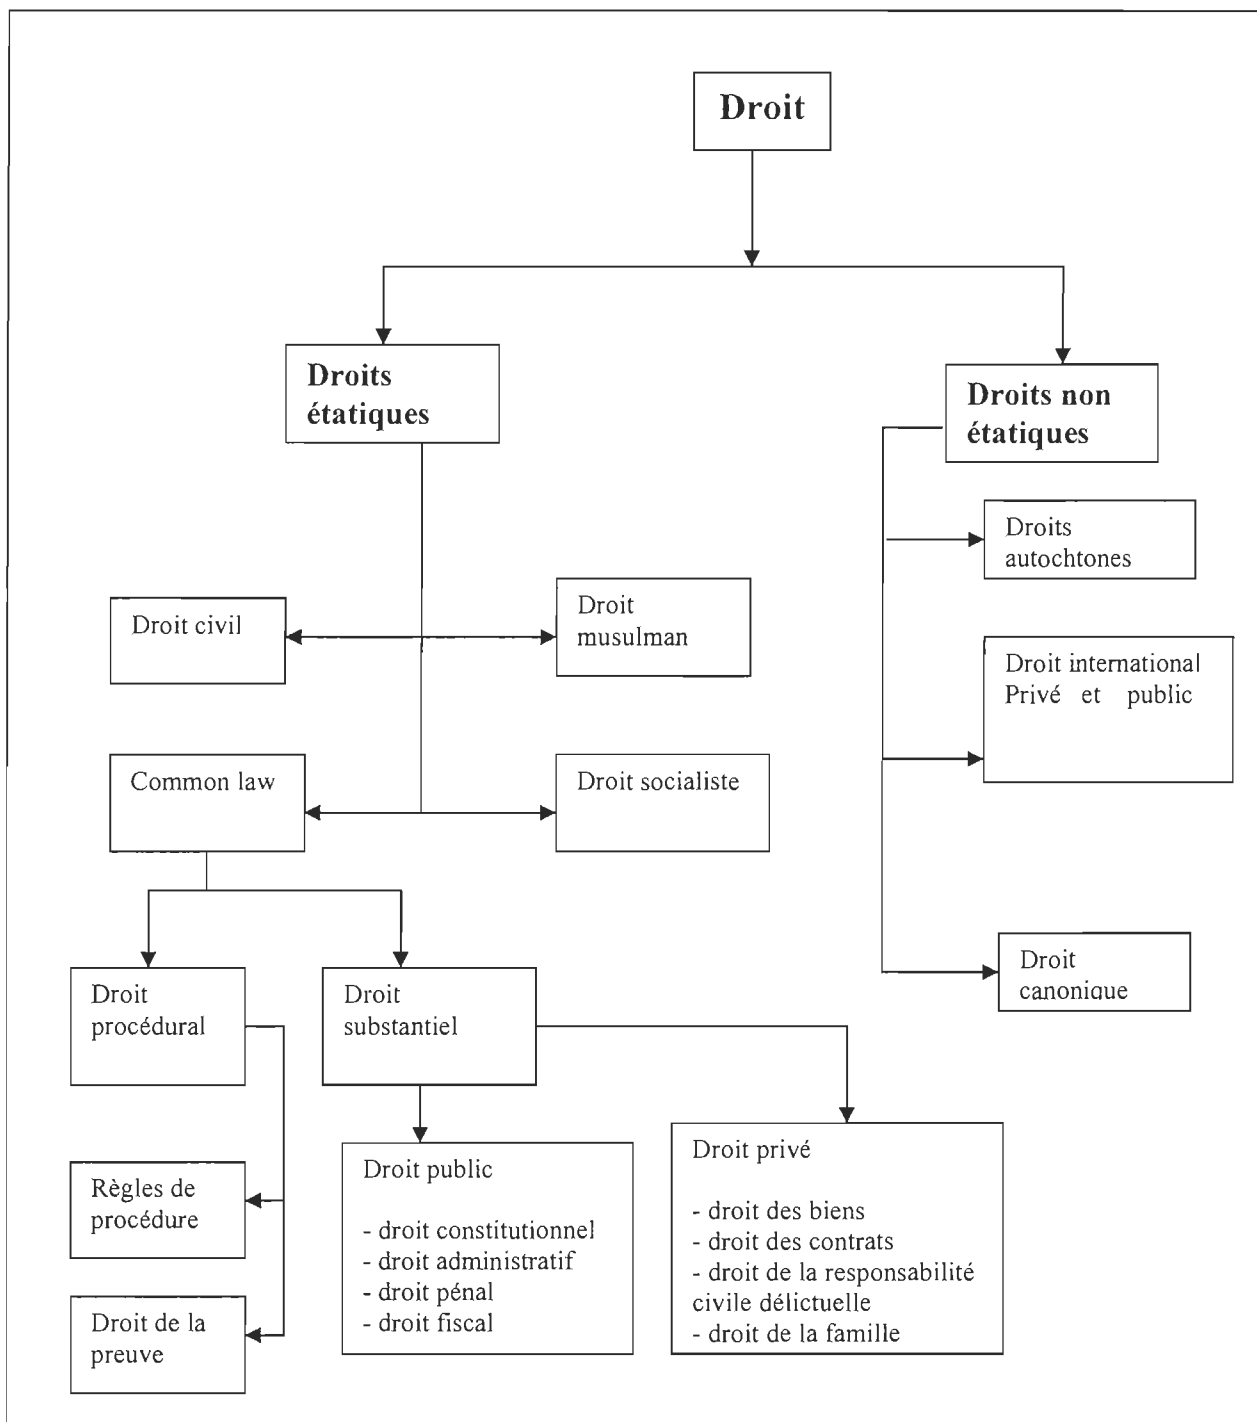 Droit
Droits
étatiques
Droits non
étatiques
Droits
autochtones
Droit civil
Droit
musulman
Droit international
Privé et public
Common law
Droit socialiste
Droit
canonique
Droit
procédural
Droit
substantiel
Règles de
procédure
Droit de la
preuve
Droit public
- droit constitutionnel
- droit administratif
- droit pénal
- droit fiscal
Droit privé
- droit des biens
- droit des contrats
- droit de la responsabilité
civile délictuelle
- droit de la famille